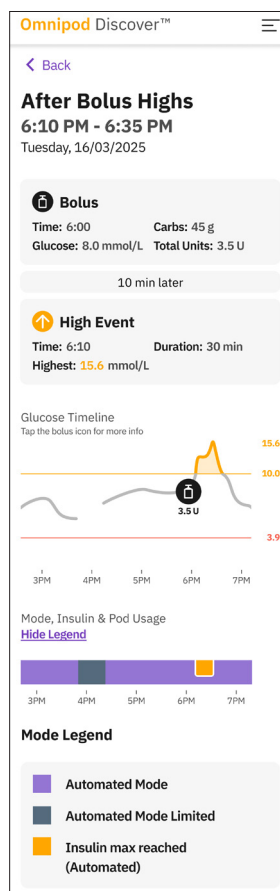 Omnipod Discover™
Back
After Bolus Highs
6:10 PM - 6:35 PM
Tuesday, 16/03/2025
Bolus
Time: 6:00 Carbs: 45 g
Glucose: 8.0 mmol/L Total Units: 3.5 U
10 min later
High Event
Time: 6:10 Duration: 30 min
Highest: 15.6 mmol/L
Glucose Timeline
Tap the bolus icon for more info
15.6
10.0
3.5 U
3.9
3PM 4PM 5PM 6PM 7PM
Mode, Insulin & Pod Usage
Hide Legend
3PM 4PM 5PM 6PM 7PM
Mode Legend
Automated Mode
Automated Mode Limited
Insulin max reached
(Automated)